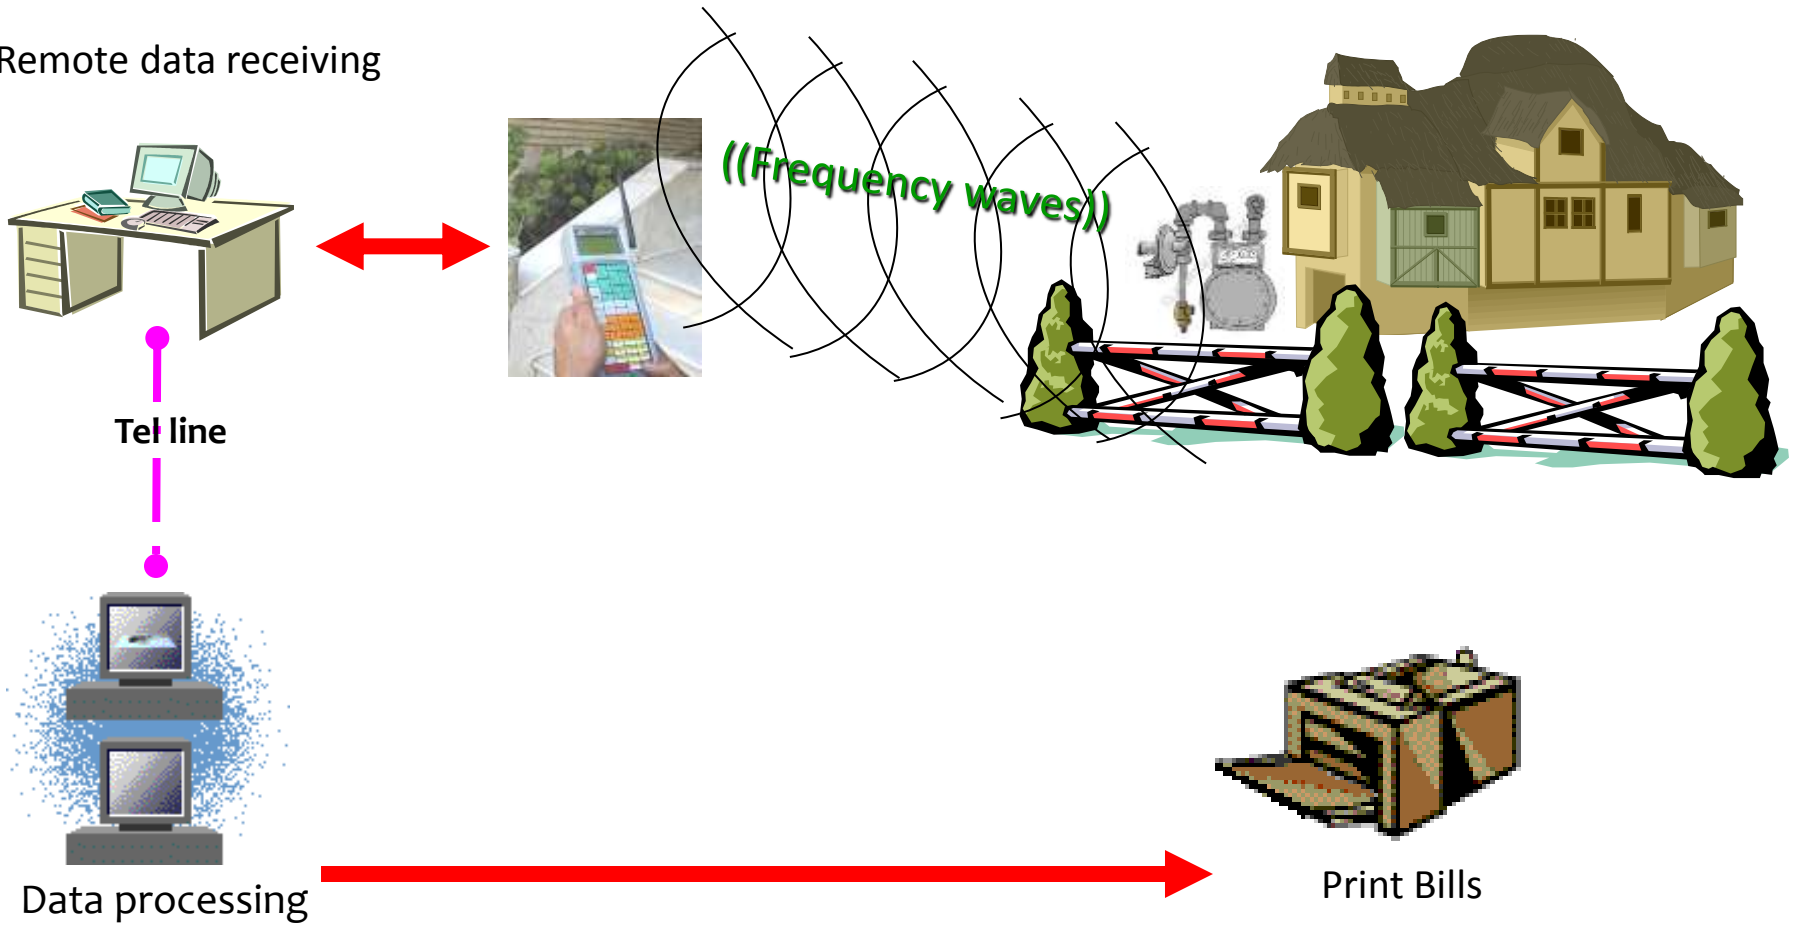 Remote data receiving
((Frequency waves))
Tel line
Data processing
Print Bills